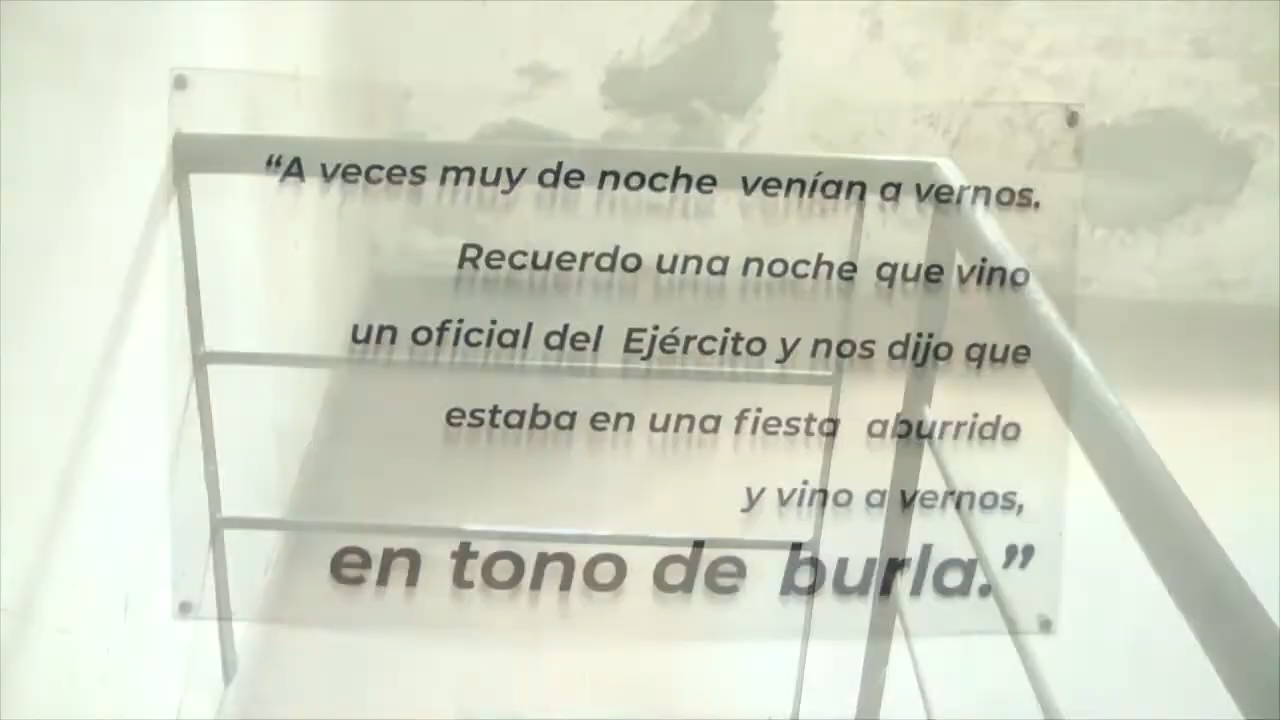 “A veces muy de noche venían a vernos.
Recuerdo una noche que vino
un oficial del Ejército y nos dijo que
estaba en una fiesta aburrido
y vino a vernos,
en tono de burla.”